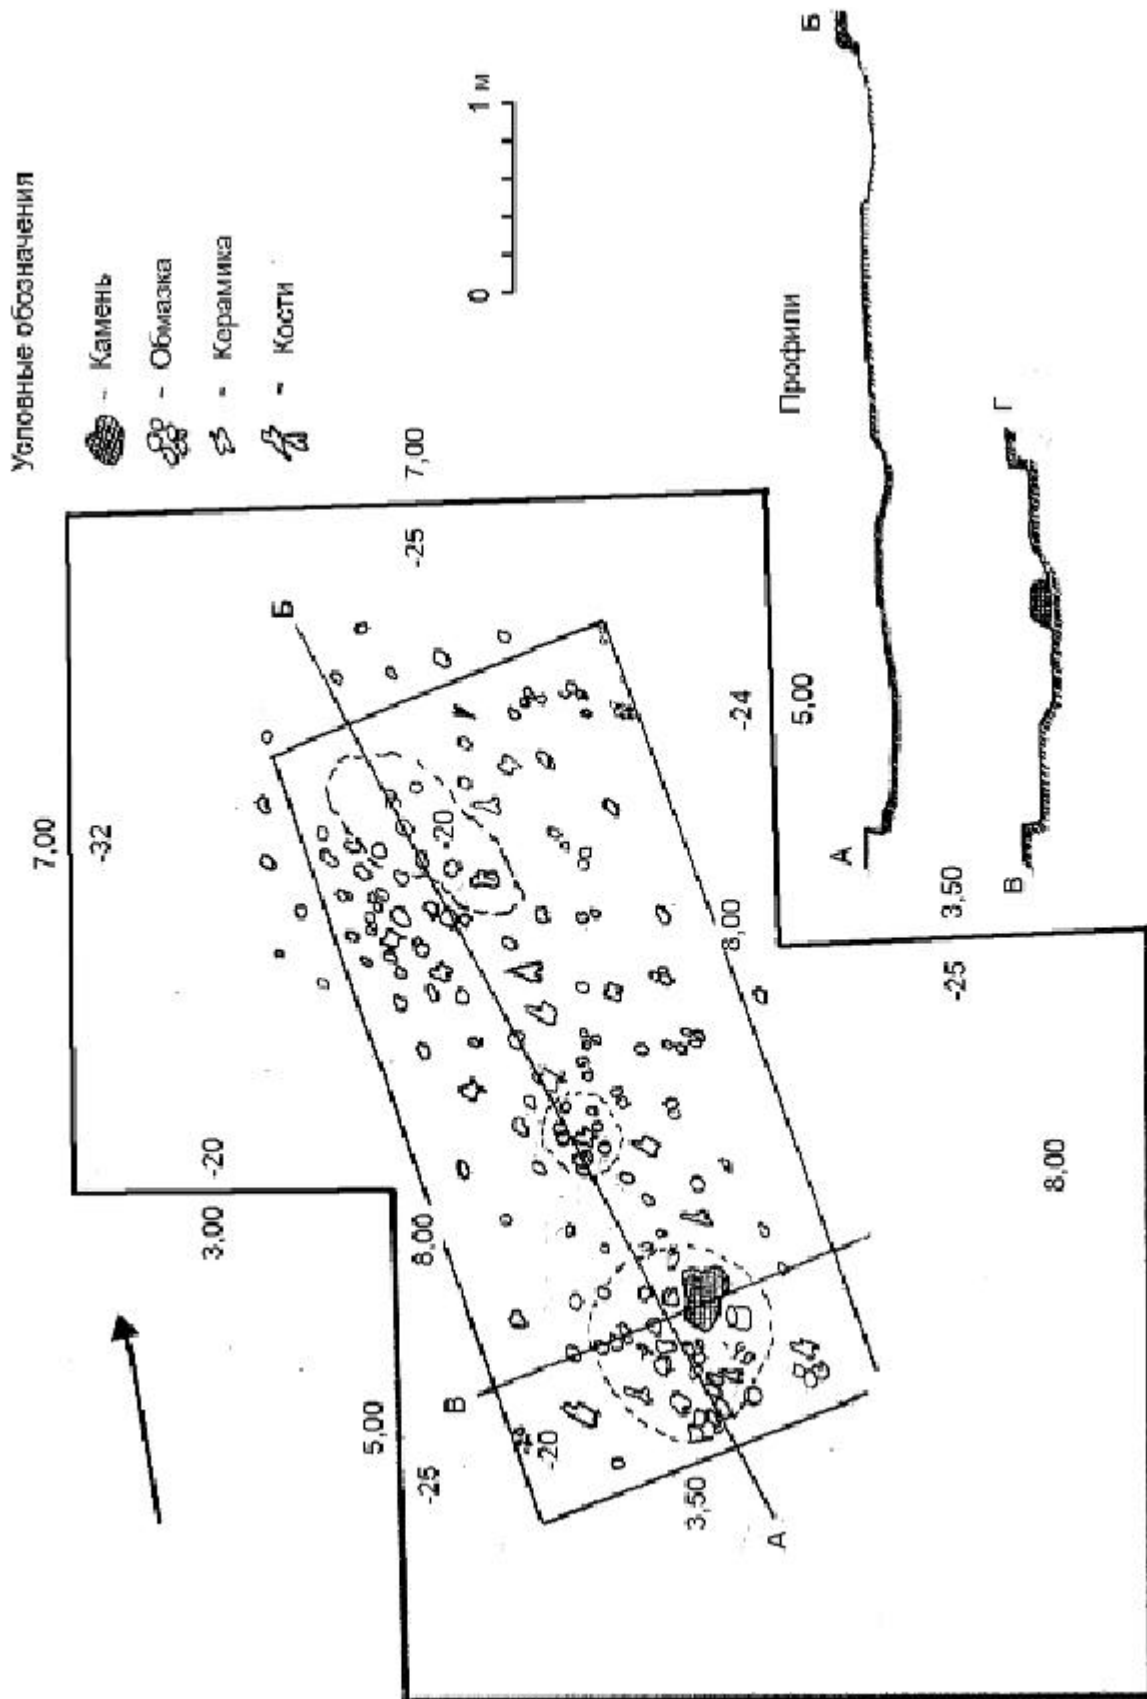 Условные обозначения
- Камень
- Обмазка
- Керамика
- Кости
0 1 м
7,00
-32
7,00
-25
Б
-20
-20
3,00
8,00
5,00
-25
В
-20
3,50
А
8,00
-24
5,00
3,50
-25
8,00
Профили
А Б
В Г